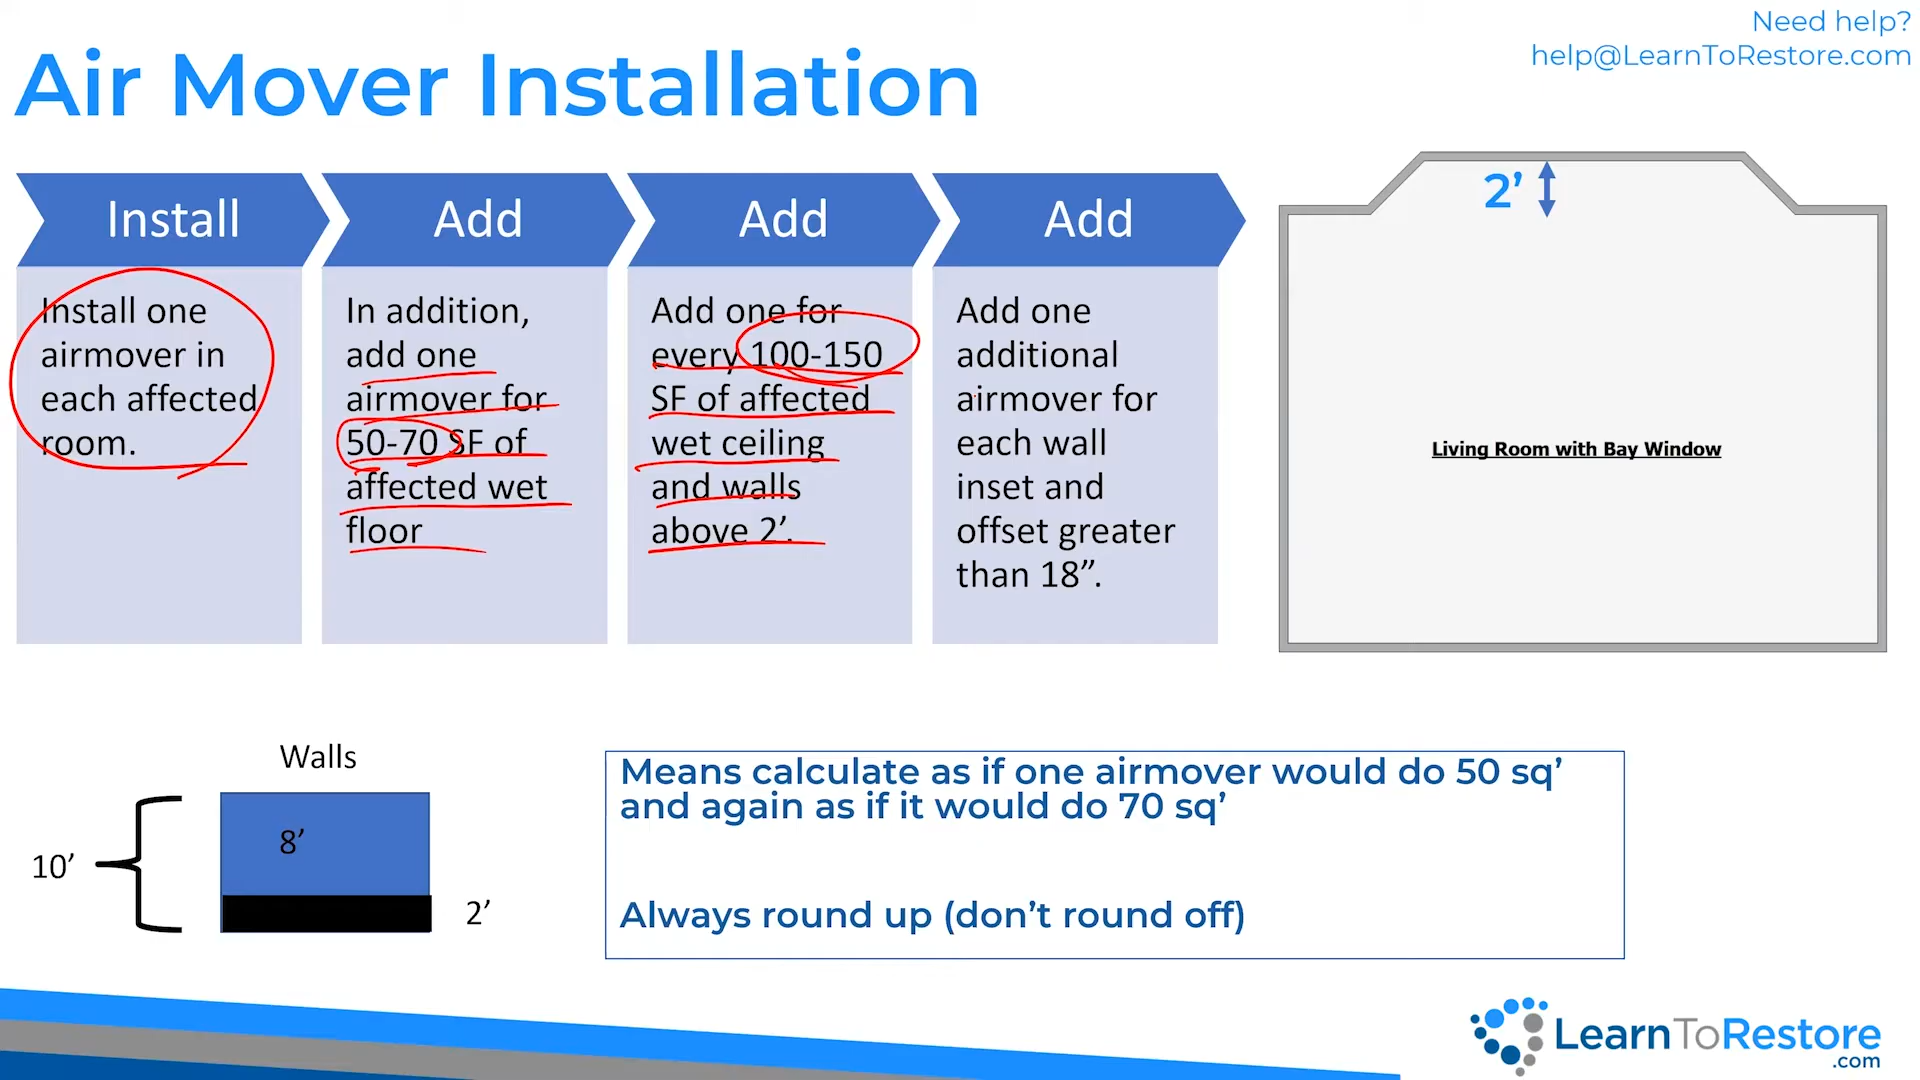 Need help?
help@LearnToRestore.com
Air Mover Installation
Install
Install one
airmover in
each affected
room.
Add
In addition,
add one
airmover for
50-70 SF of
affected wet
floor
Add
Add one for
every 100-150
SF of affected
wet ceiling
and walls
above 2’.
Add
Add one
additional
airmover for
each wall
inset and
offset greater
than 18”.
2’
Living Room with Bay Window
Walls
10’
8’
2’
Means calculate as if one airmover would do 50 sq’
and again as if it would do 70 sq’
Always round up (don’t round off)
LearnToRestore
.com